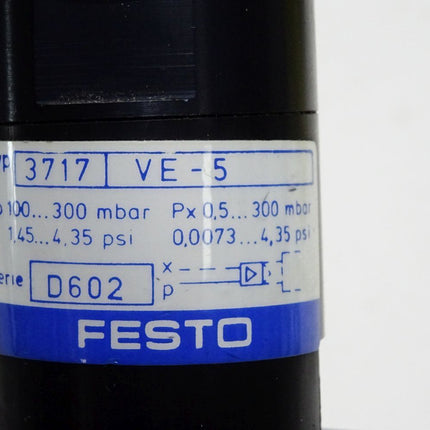 3717 VE-5
100...300 mbar Px 0,5...300 mbar
1,45...4,35 psi 0,0073...4,35 psi
D602 x
p
FESTO